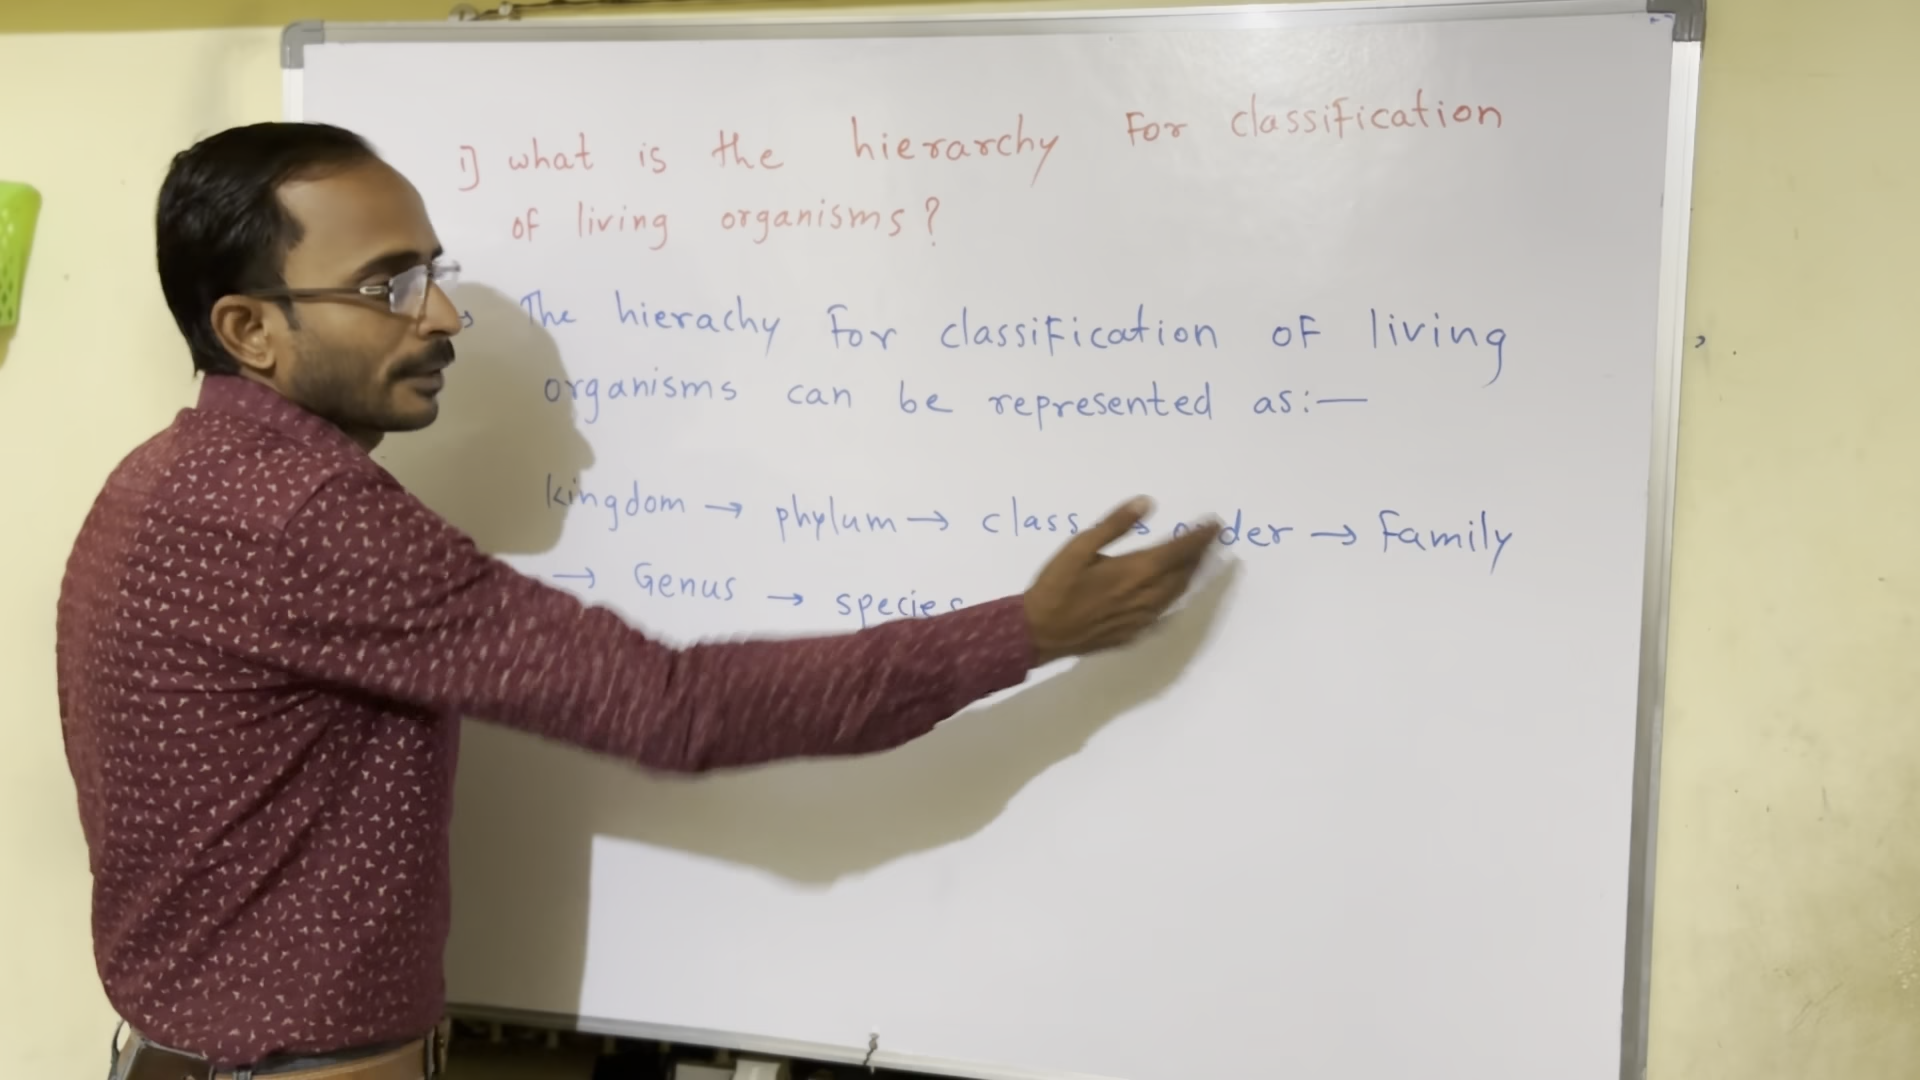 1) what is the hierarchy For classification
of living organisms?
→ The hierachy For classification of living
organisms can be represented as:—
kingdom → phylum → class → order → Family
→ Genus → species